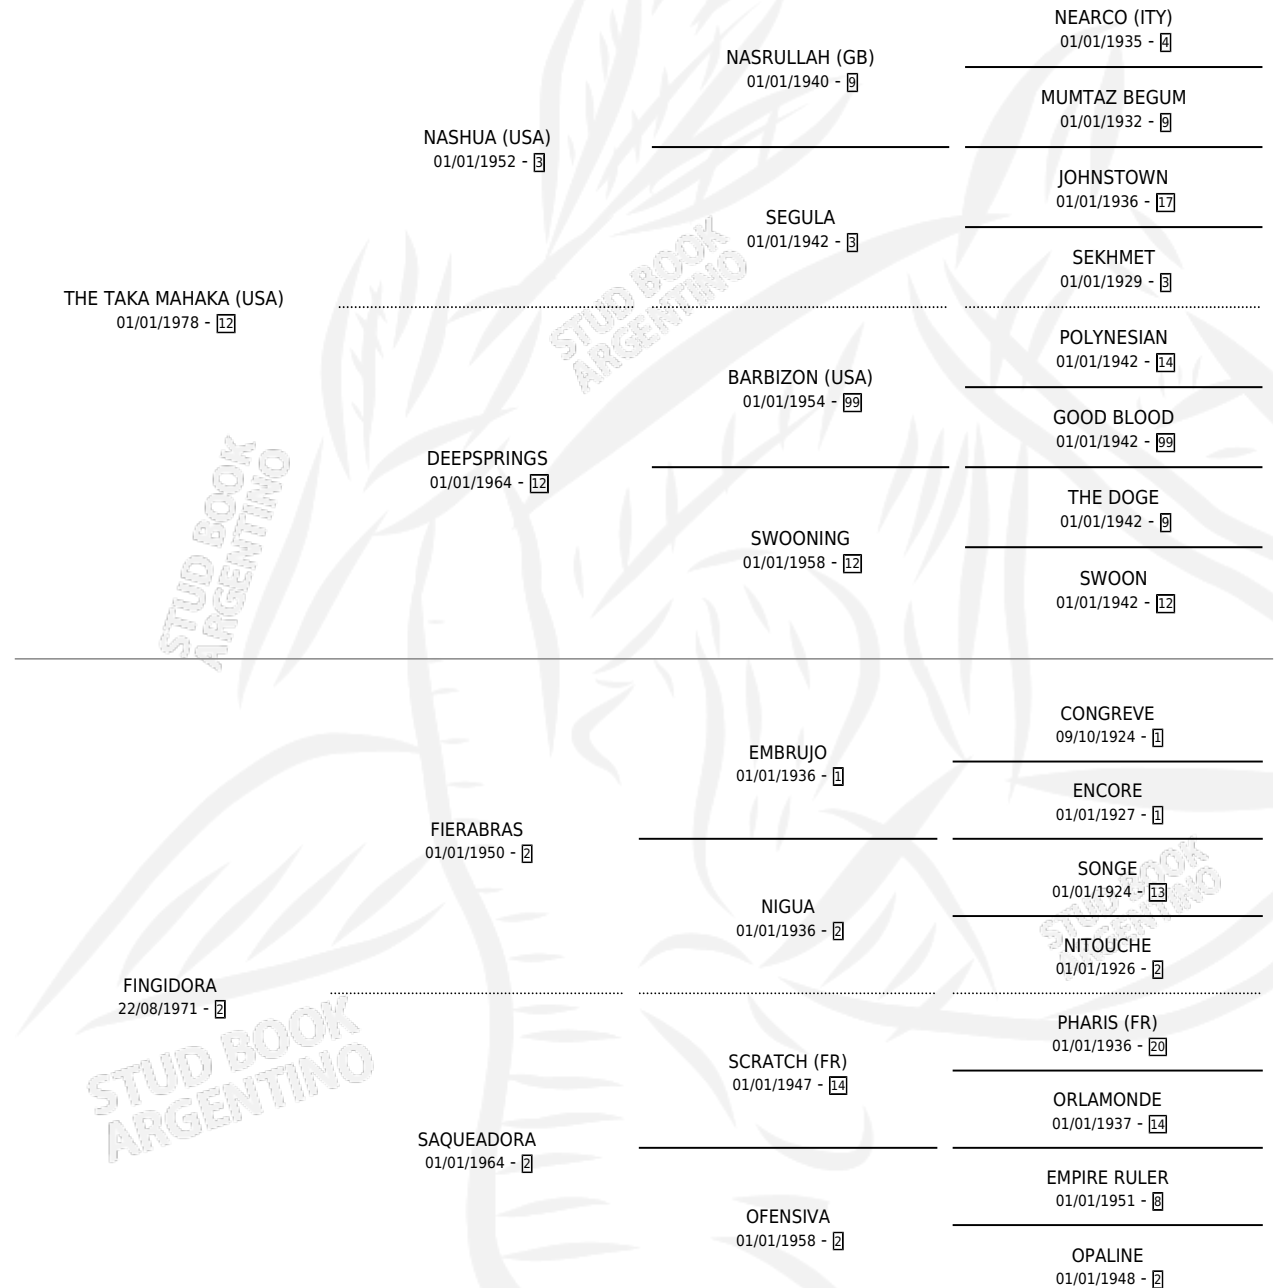 NEARCO (ITY)
01/01/1935 - 4
NASRULLAH (GB)
01/01/1940 - 9
MUMTAZ BEGUM
01/01/1932 - 9
NASHUA (USA)
01/01/1952 - 3
JOHNSTOWN
01/01/1936 - 17
SEGULA
01/01/1942 - 3
SEKHMET
01/01/1929 - 3
THE TAKA MAHAKA (USA)
01/01/1978 - 12
POLYNESIAN
01/01/1942 - 14
BARBIZON (USA)
01/01/1954 - 99
GOOD BLOOD
01/01/1942 - 99
DEEPSPRINGS
01/01/1964 - 12
THE DOGE
01/01/1942 - 9
SWOONING
01/01/1958 - 12
SWOON
01/01/1942 - 12
CONGREVE
09/10/1924 - 1
EMBRUJO
01/01/1936 - 1
ENCORE
01/01/1927 - 1
FIERABRAS
01/01/1950 - 2
SONGE
01/01/1924 - 13
NIGUA
01/01/1936 - 2
NITOUCHE
01/01/1926 - 2
FINGIDORA
22/08/1971 - 2
PHARIS (FR)
01/01/1936 - 20
SCRATCH (FR)
01/01/1947 - 14
ORLAMONDE
01/01/1937 - 14
SAQUEADORA
01/01/1964 - 2
EMPIRE RULER
01/01/1951 - 8
OFENSIVA
01/01/1958 - 2
OPALINE
01/01/1948 - 2
STUD BOOK
ARGENTINO
STUD BOOK
ARGENTINO
STUD BOOK
ARGENTINO
STUD BOOK
ARGENTINO